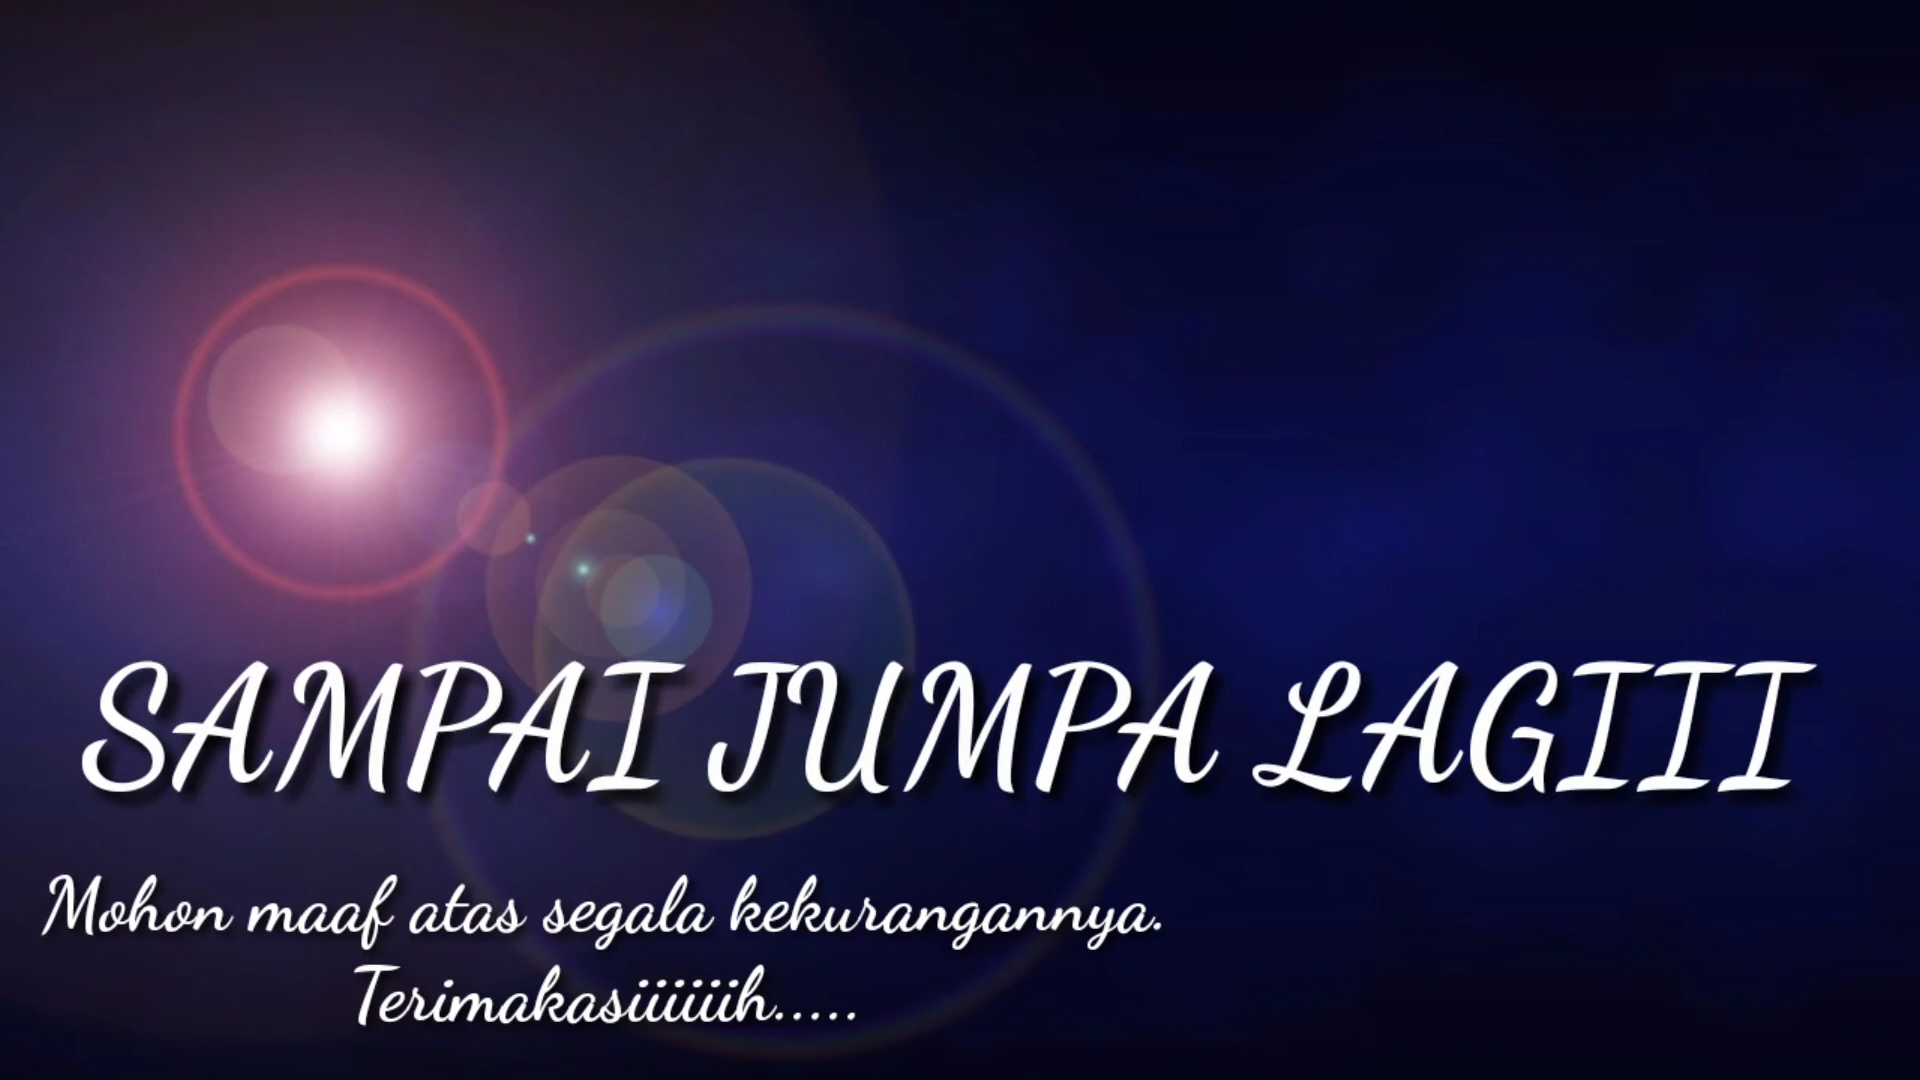 SAMPAI JUMPA LAGIII
Mohon maaf atas segala kekurangannya.
Terimakasiiiiiih.....